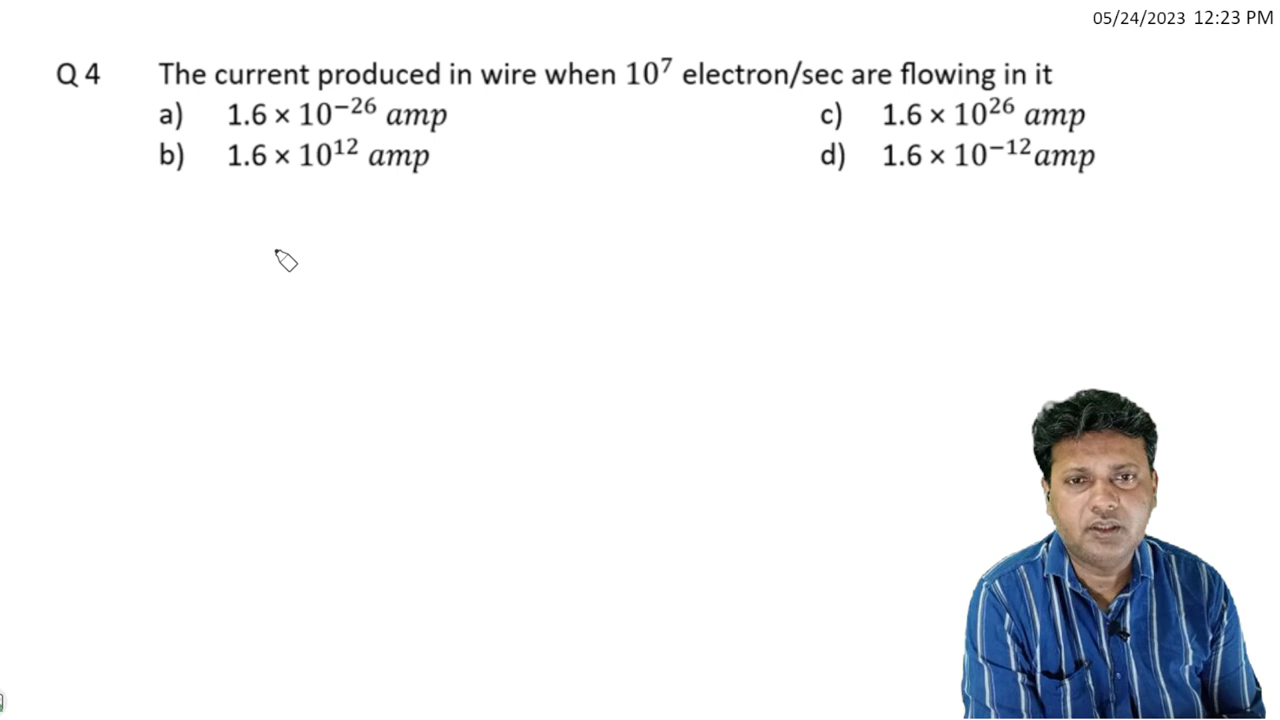 05/24/2023 12:23 PM
Q 4 The current produced in wire when 10⁷ electron/sec are flowing in it
a) 1.6 × 10⁻²⁶ amp c) 1.6 × 10²⁶ amp
b) 1.6 × 10¹² amp d) 1.6 × 10⁻¹² amp